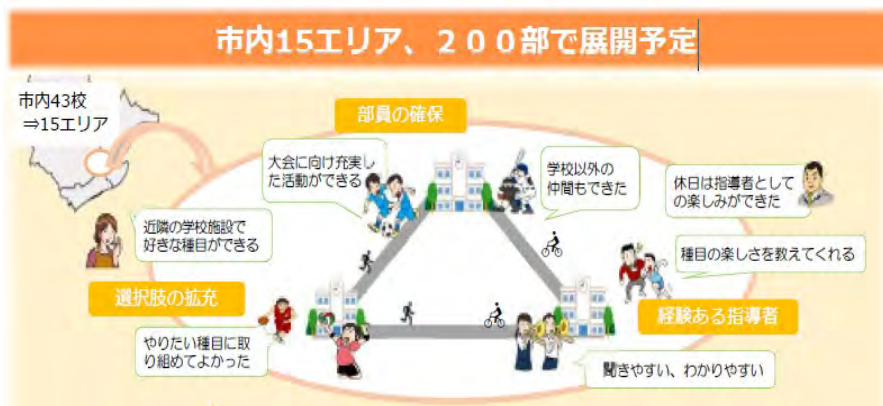 市内15エリア、２００部で展開予定
市内43校
⇒15エリア
部員の確保
大会に向け充実し
た活動ができる
学校以外の
仲間もできた
休日は指導者として
の楽しみができた
近隣の学校施設で
好きな種目ができる
種目の楽しさを教えてくれる
選択肢の拡充
経験ある指導者
やりたい種目に取
り組めてよかった
聞きやすい、わかりやすい